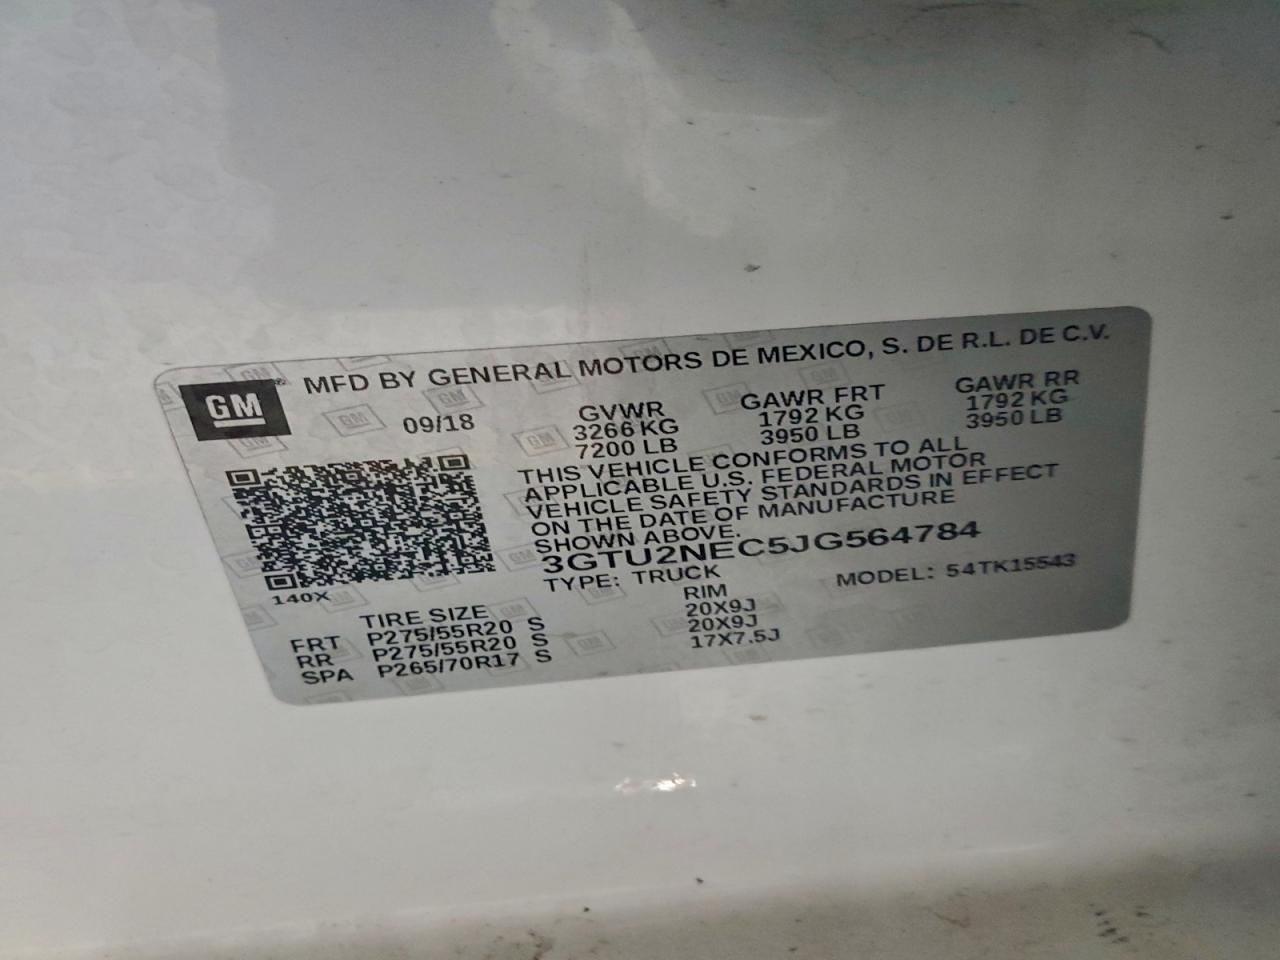 GM
MFD BY GENERAL MOTORS DE MEXICO, S. DE R.L. DE C.V.
09/18
GVWR GAWR FRT GAWR RR
3266 KG 1792 KG 1792 KG
7200 LB 3950 LB 3950 LB
THIS VEHICLE CONFORMS TO ALL
APPLICABLE U.S. FEDERAL MOTOR
VEHICLE SAFETY STANDARDS IN EFFECT
ON THE DATE OF MANUFACTURE
SHOWN ABOVE.
3GTU2NEC5JG564784
TYPE: TRUCK MODEL: 54TK15543
140X
TIRE SIZE RIM
FRT P275/55R20 S 20X9J
RR P275/55R20 S 20X9J
SPA P265/70R17 S 17X7.5J